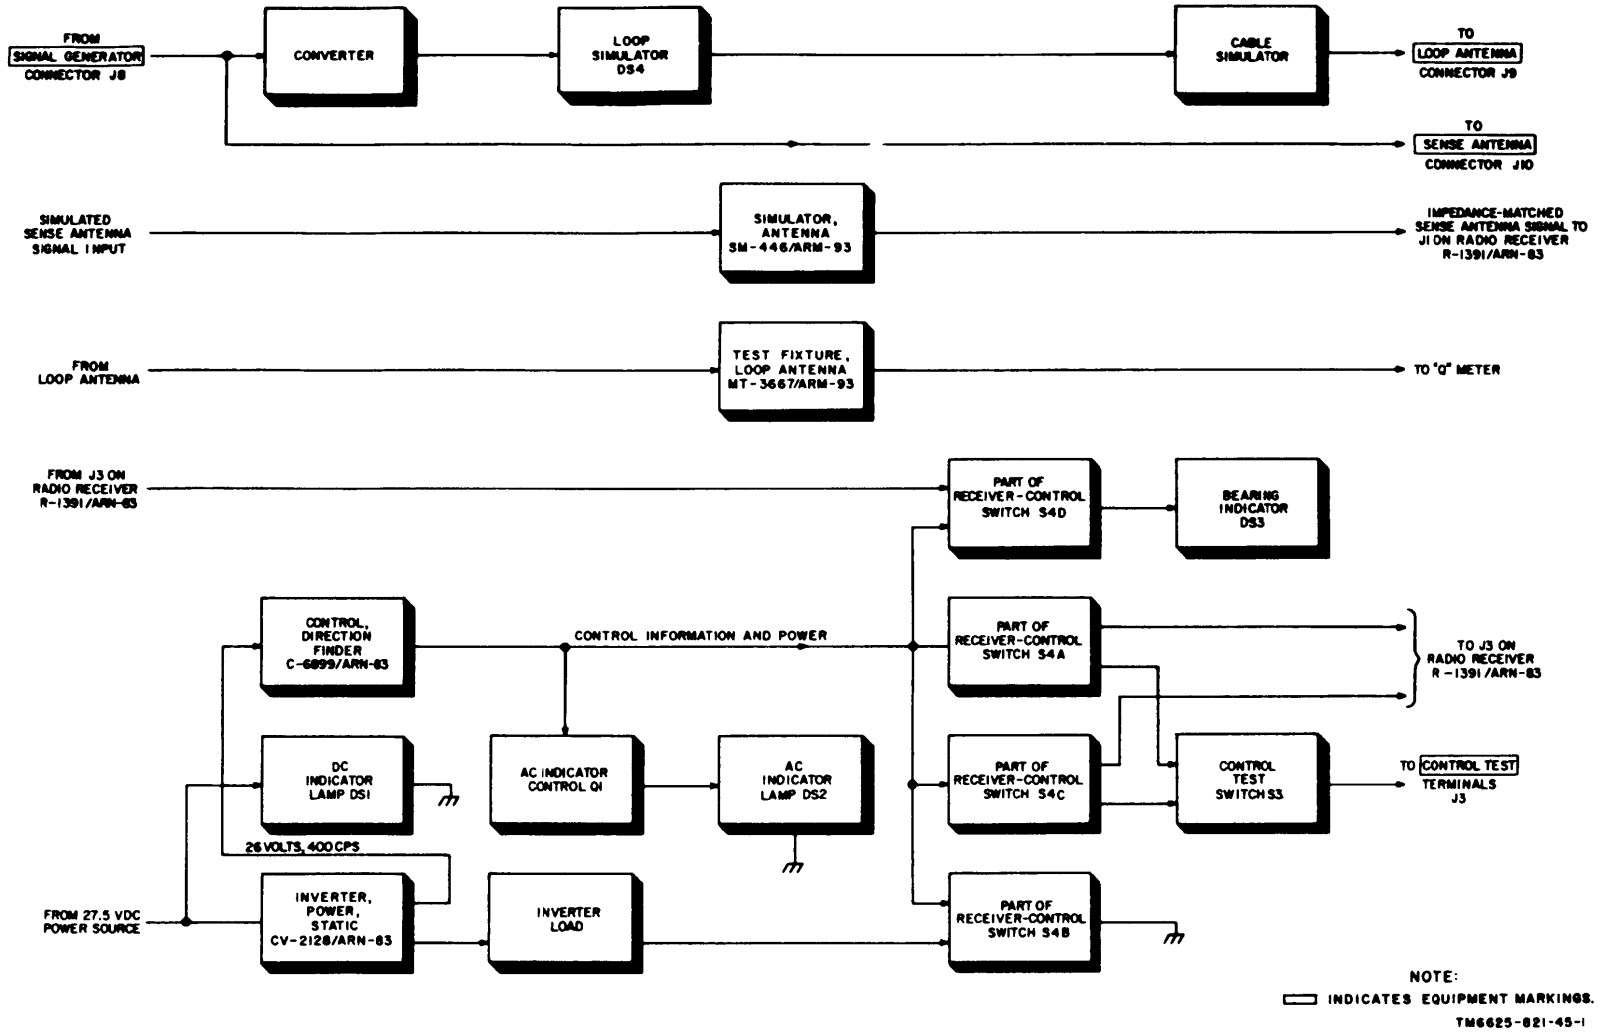 FROM
SIGNAL GENERATOR
CONNECTOR J8
CONVERTER
LOOP
SIMULATOR
DS4
CABLE
SIMULATOR
TO
LOOP ANTENNA
CONNECTOR J9
TO
SENSE ANTENNA
CONNECTOR J10
SIMULATED
SENSE ANTENNA
SIGNAL INPUT
SIMULATOR,
ANTENNA
SM-446/ARM-93
IMPEDANCE-MATCHED
SENSE ANTENNA SIGNAL TO
J1 ON RADIO RECEIVER
R-1391/ARN-83
FROM
LOOP ANTENNA
TEST FIXTURE,
LOOP ANTENNA
MT-3667/ARM-93
TO "Q" METER
FROM J3 ON
RADIO RECEIVER
R-1391/ARN-83
PART OF
RECEIVER-CONTROL
SWITCH S4D
BEARING
INDICATOR
DS3
CONTROL,
DIRECTION
FINDER
C-6899/ARN-83
CONTROL INFORMATION AND POWER
PART OF
RECEIVER-CONTROL
SWITCH S4A
TO J3 ON
RADIO RECEIVER
R-1391/ARN-83
DC
INDICATOR
LAMP DS1
AC INDICATOR
CONTROL Q1
AC
INDICATOR
LAMP DS2
PART OF
RECEIVER-CONTROL
SWITCH S4C
CONTROL
TEST
SWITCH S3
TO CONTROL TEST
TERMINALS
J3
26 VOLTS, 400 CPS
FROM 27.5 VDC
POWER SOURCE
INVERTER,
POWER,
STATIC
CV-2128/ARN-83
INVERTER
LOAD
PART OF
RECEIVER-CONTROL
SWITCH S4B
NOTE:
INDICATES EQUIPMENT MARKINGS.
TM6625-821-45-1